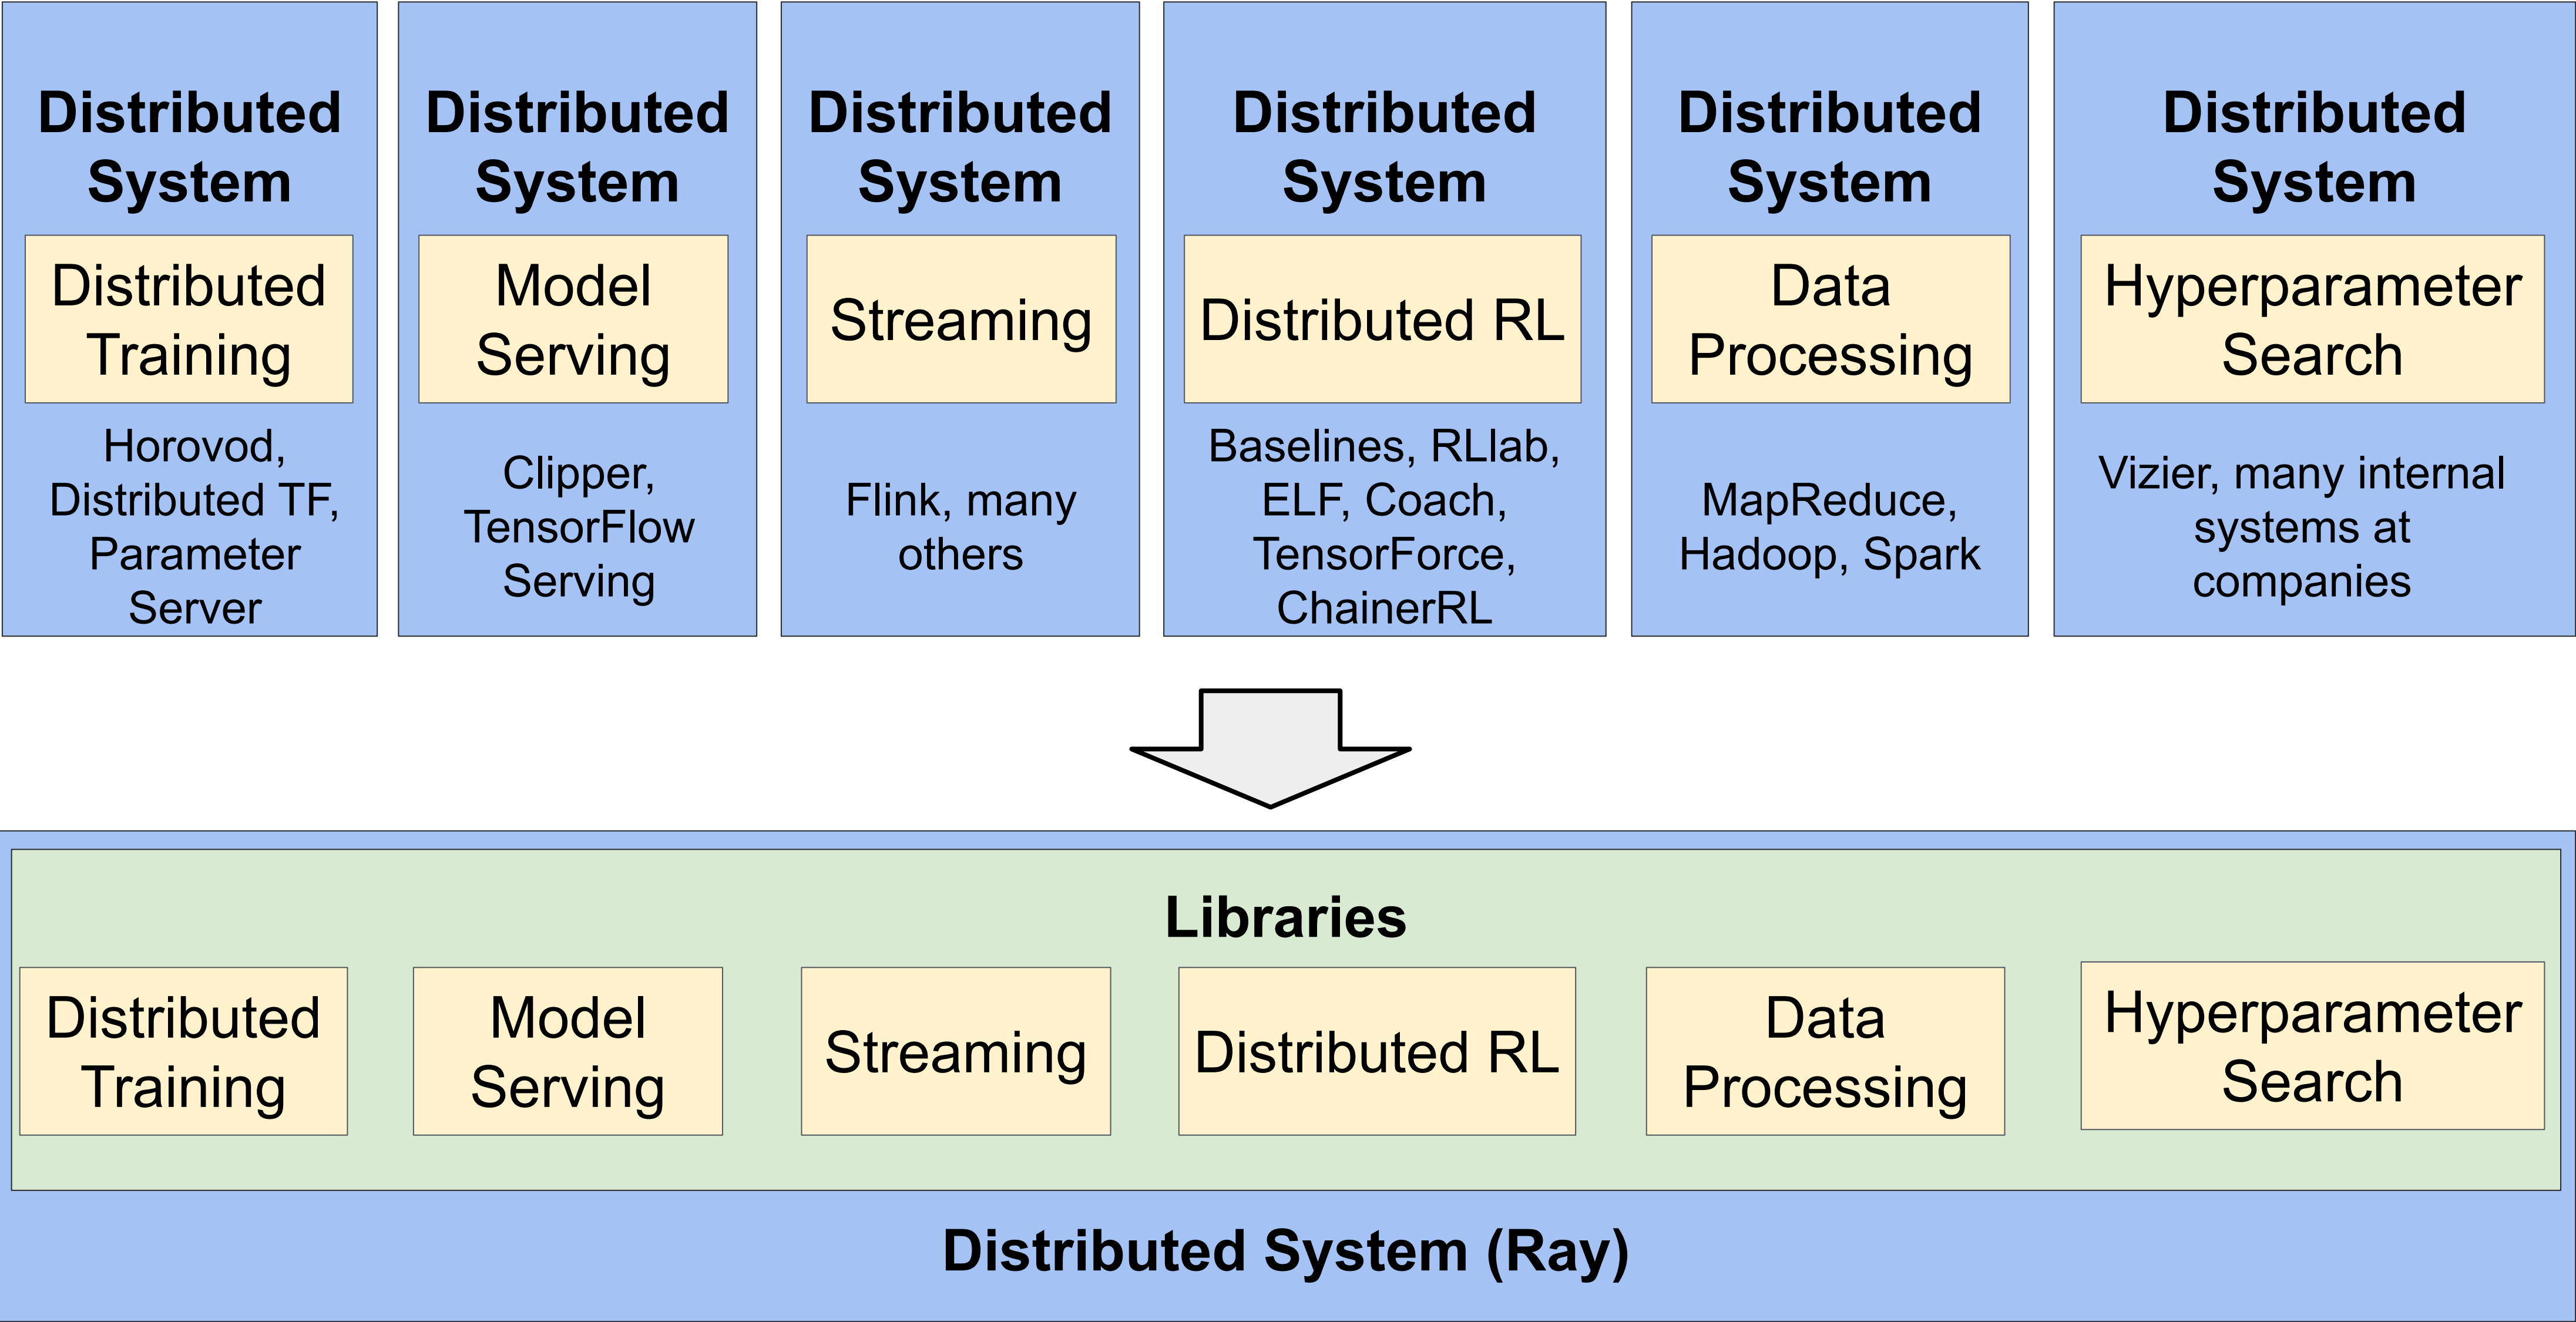 Distributed
System
Distributed
Training
Horovod,
Distributed TF,
Parameter
Server
Distributed
System
Model
Serving
Clipper,
TensorFlow
Serving
Distributed
System
Streaming
Flink, many
others
Distributed
System
Distributed RL
Baselines, RLlab,
ELF, Coach,
TensorForce,
ChainerRL
Distributed
System
Data
Processing
MapReduce,
Hadoop, Spark
Distributed
System
Hyperparameter
Search
Vizier, many internal
systems at
companies
Libraries
Distributed
Training
Model
Serving
Streaming
Distributed RL
Data
Processing
Hyperparameter
Search
Distributed System (Ray)